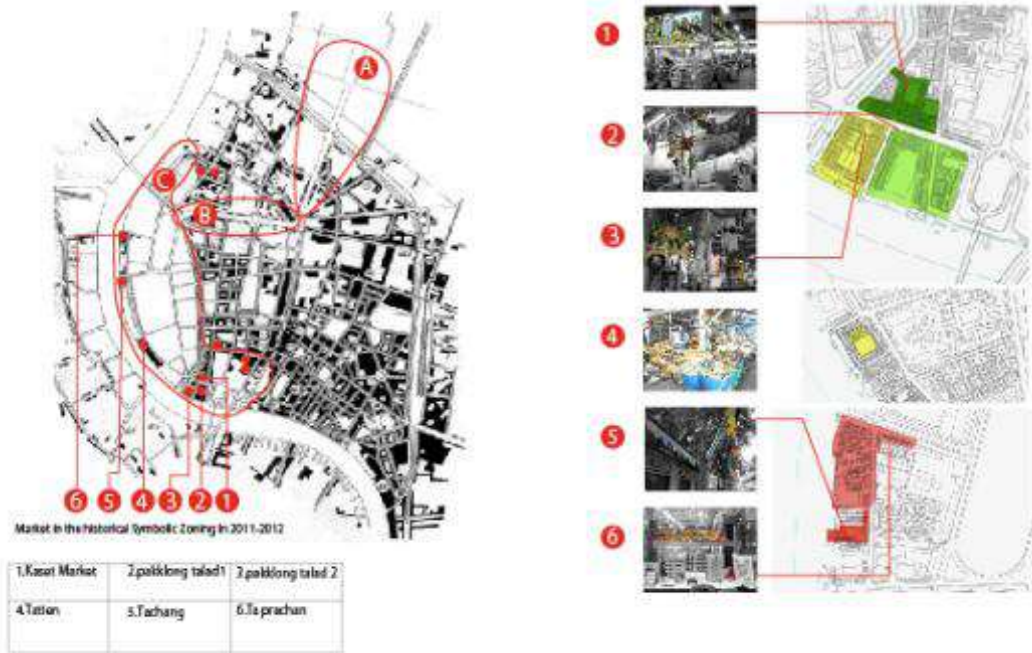 A
C
B
6
5
4
3
2
1
Market in the historical Symbolic Zoning in 2011-2012
1.Kaset Market
2.pakklong talad1
3.pakklong talad 2
4.Tatien
5.Tachang
6.Ta prachan
1
2
3
4
5
6